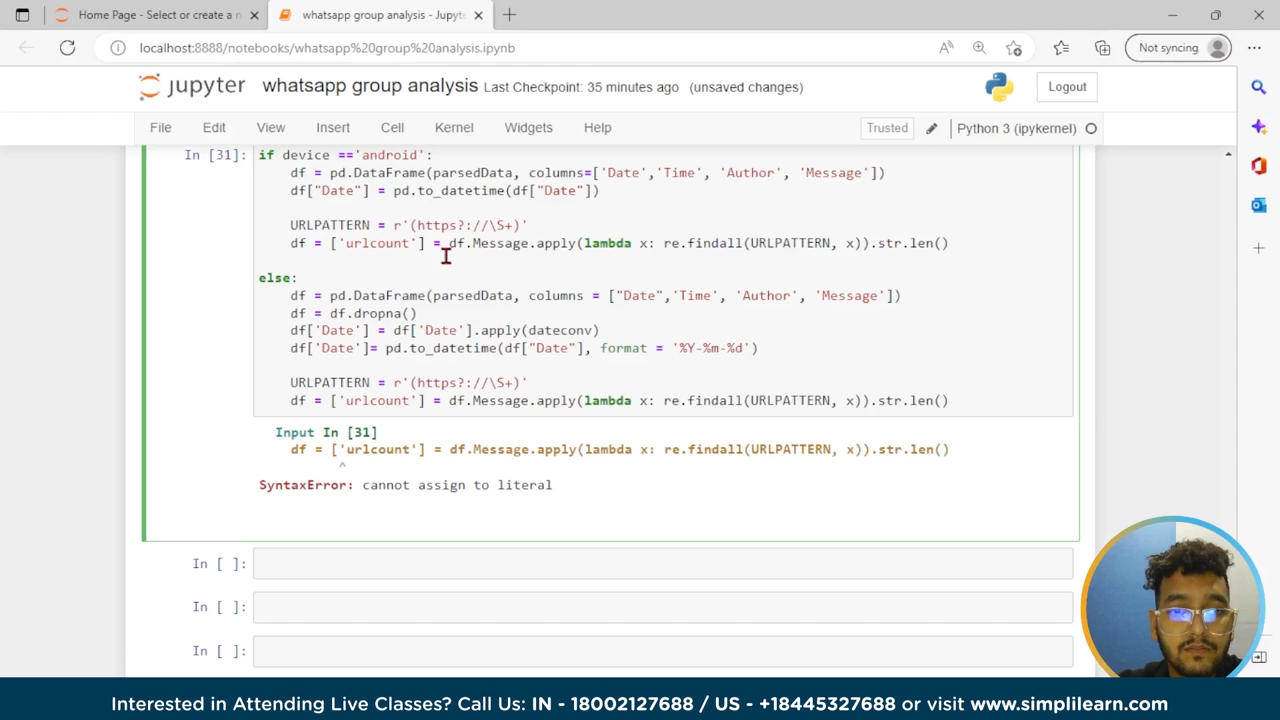 Home Page - Select or create a n
whatsapp group analysis - Jupyte
localhost:8888/notebooks/whatsapp%20group%20analysis.ipynb
Not syncing
jupyter whatsapp group analysis Last Checkpoint: 35 minutes ago (unsaved changes)
Logout
File Edit View Insert Cell Kernel Widgets Help
Trusted
Python 3 (ipykernel)
In [31]:
if device =='android':
df = pd.DataFrame(parsedData, columns=['Date','Time', 'Author', 'Message'])
df["Date"] = pd.to_datetime(df["Date"])
URLPATTERN = r'(https?://\S+)'
df = ['urlcount'] = df.Message.apply(lambda x: re.findall(URLPATTERN, x)).str.len()
else:
df = pd.DataFrame(parsedData, columns = ["Date",'Time', 'Author', 'Message'])
df = df.dropna()
df['Date'] = df['Date'].apply(dateconv)
df['Date']= pd.to_datetime(df["Date"], format = '%Y-%m-%d')
URLPATTERN = r'(https?://\S+)'
df = ['urlcount'] = df.Message.apply(lambda x: re.findall(URLPATTERN, x)).str.len()
Input In [31]
df = ['urlcount'] = df.Message.apply(lambda x: re.findall(URLPATTERN, x)).str.len()
^
SyntaxError: cannot assign to literal
In [ ]:
In [ ]:
In [ ]:
Interested in Attending Live Classes? Call Us: IN - 18002127688 / US - +18445327688 or visit www.simplilearn.com